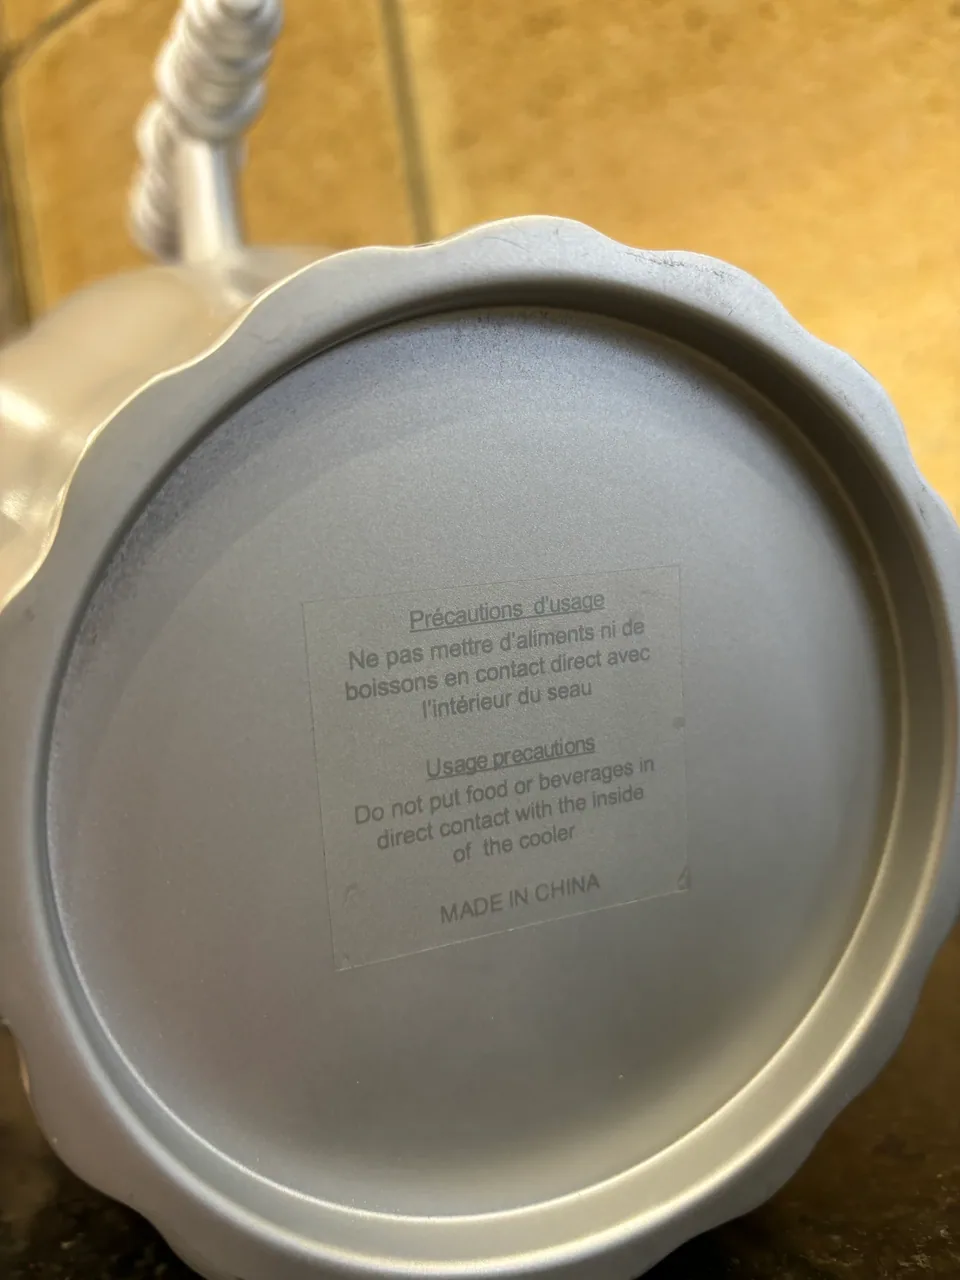 Précautions d'usage
Ne pas mettre d'aliments ni de
boissons en contact direct avec
l'intérieur du seau
Usage precautions
Do not put food or beverages in
direct contact with the inside
of the cooler
MADE IN CHINA